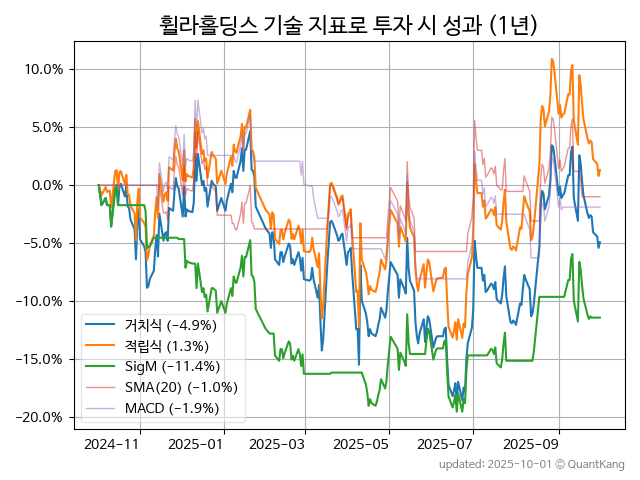 휠라홀딩스 기술 지표로 투자 시 성과 (1년)
10.0%
5.0%
0.0%
−5.0%
−10.0%
−15.0%
−20.0%
거치식 (−4.9%)
적립식 (1.3%)
SigM (−11.4%)
SMA(20) (−1.0%)
MACD (−1.9%)
2024-11
2025-01
2025-03
2025-05
2025-07
2025-09
updated: 2025-10-01 © QuantKang